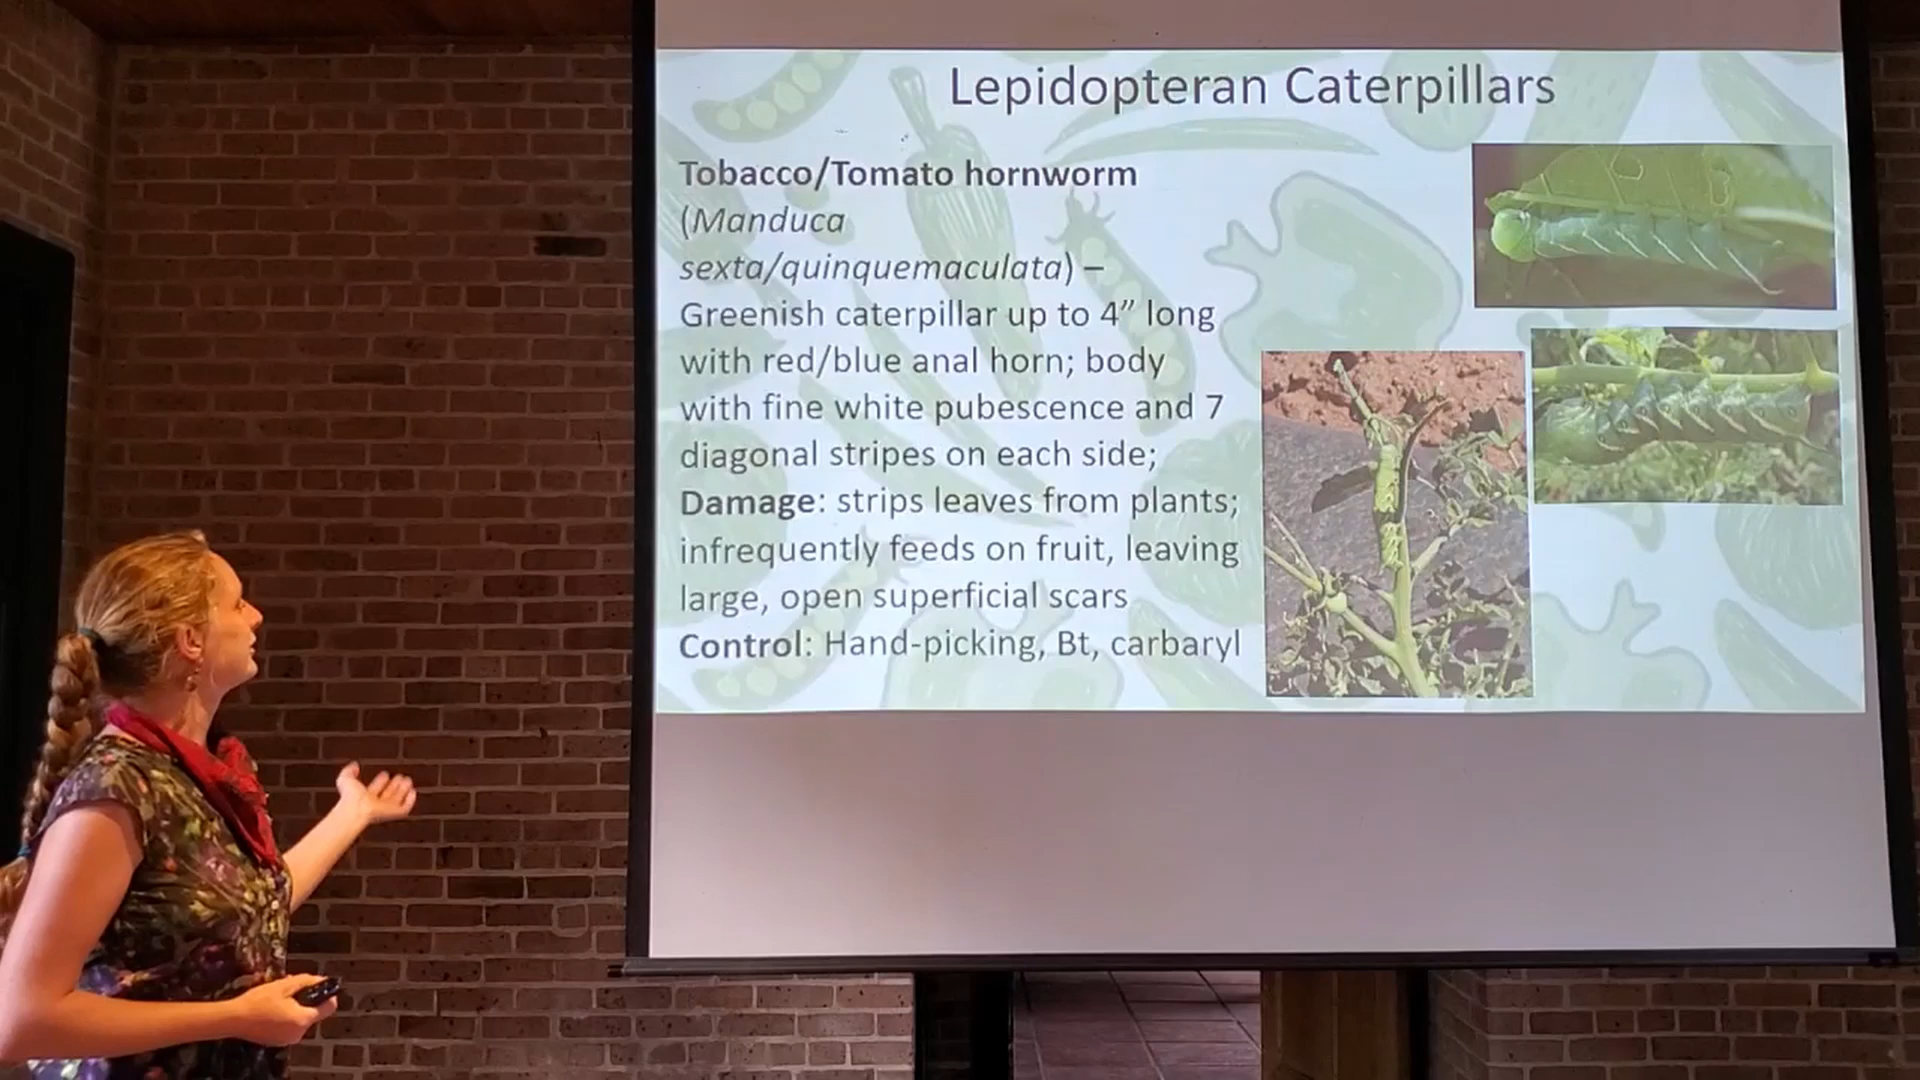 Lepidopteran Caterpillars
Tobacco/Tomato hornworm
(Manduca
sexta/quinquemaculata) –
Greenish caterpillar up to 4” long
with red/blue anal horn; body
with fine white pubescence and 7
diagonal stripes on each side;
Damage: strips leaves from plants;
infrequently feeds on fruit, leaving
large, open superficial scars
Control: Hand-picking, Bt, carbaryl